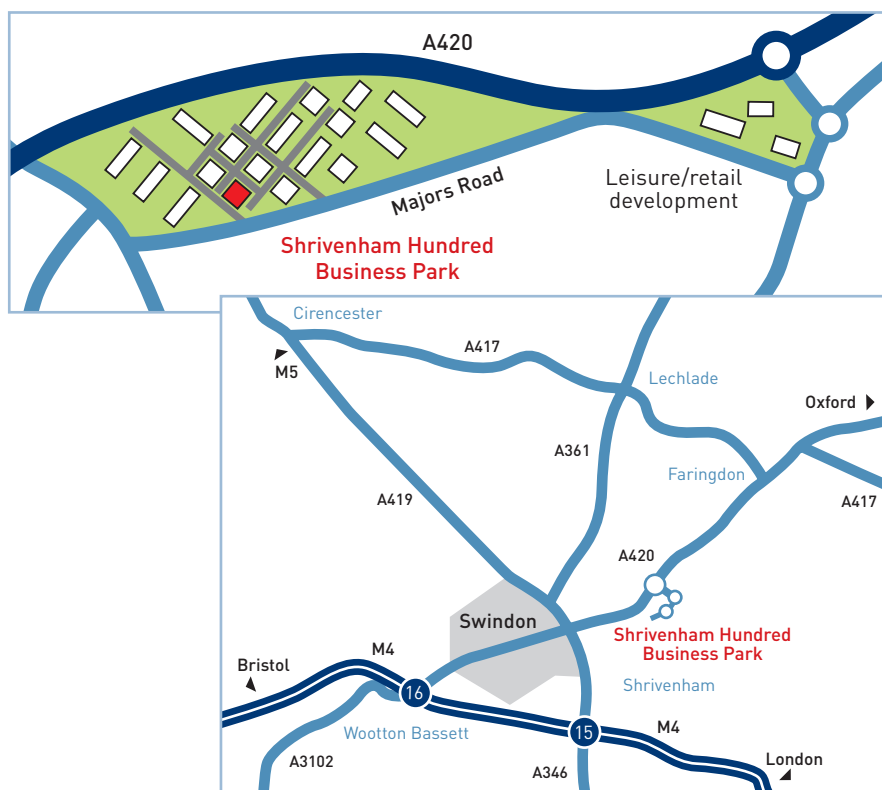 A420
Majors Road
Leisure/retail
development
Shrivenham Hundred
Business Park
Cirencester
A417
M5
Lechlade
Oxford
A361
Faringdon
A419
A417
A420
Swindon
Shrivenham Hundred
Business Park
M4
Bristol
Shrivenham
16
Wootton Bassett
15
M4
A3102
A346
London